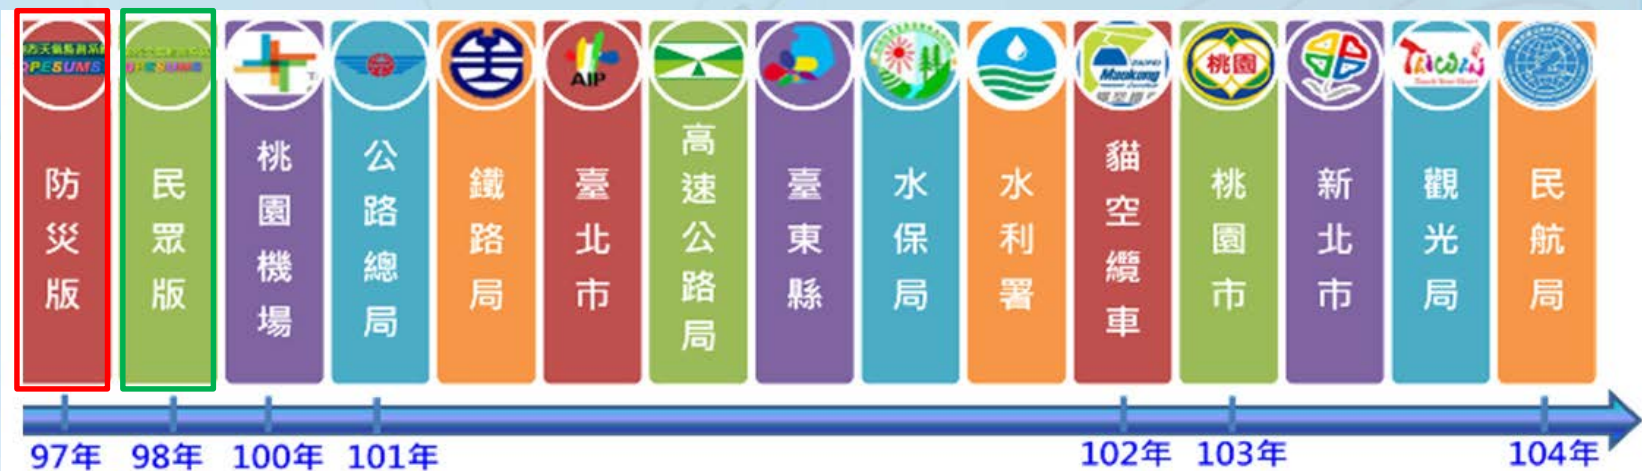 PESUMS
AIP
Maokong
桃園
防災版
民眾版
桃園機場
公路總局
鐵路局
臺北市
高速公路局
臺東縣
水保局
水利署
貓空纜車
桃園市
新北市
觀光局
民航局
97年
98年
100年
101年
102年
103年
104年